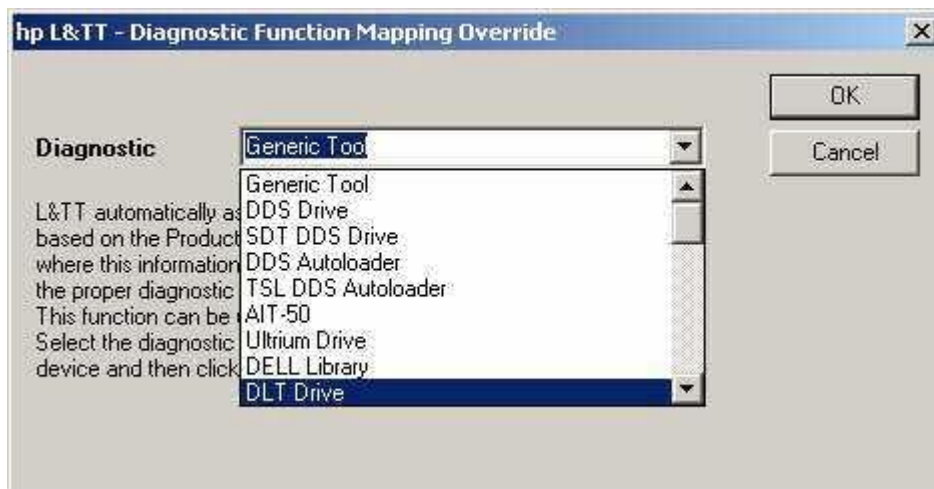 hp L&TT - Diagnostic Function Mapping Override
OK
Cancel
Diagnostic
Generic Tool
Generic Tool
DDS Drive
SDT DDS Drive
DDS Autoloader
TSL DDS Autoloader
AIT-50
Ultrium Drive
DELL Library
DLT Drive
L&TT automatically as
based on the Product
where this information
the proper diagnostic
This function can be
Select the diagnostic
device and then click